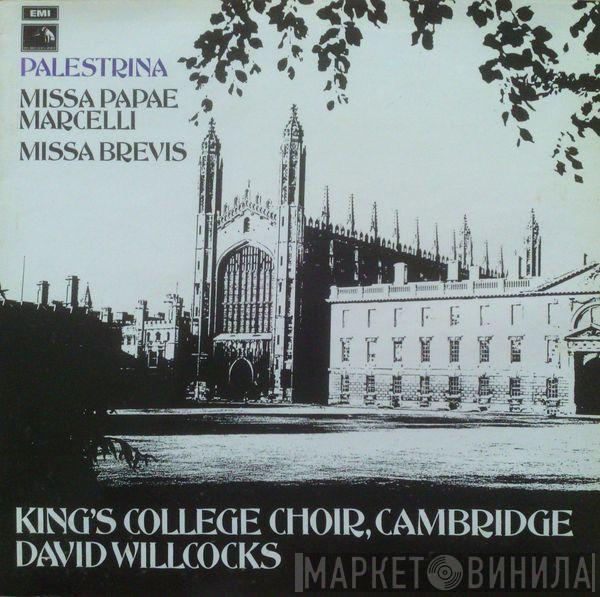 EMI
PALESTRINA
MISSA PAPAE
MARCELLI
MISSA BREVIS
KING'S COLLEGE CHOIR, CAMBRIDGE
DAVID WILLCOCKS
МАРКЕТ ВИНИЛА